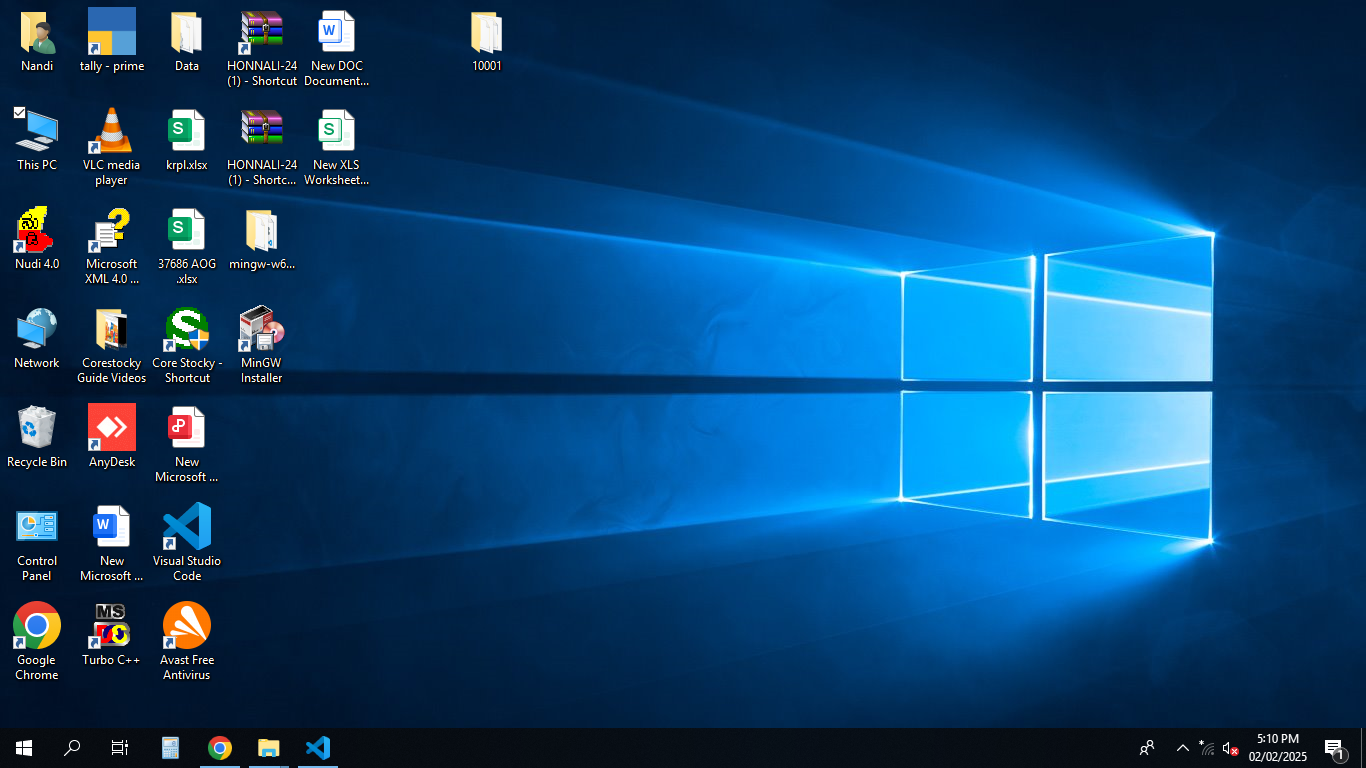 Nandi
tally - prime
Data
HONNALI-24
(1) - Shortcut
New DOC
Document...
10001
This PC
VLC media
player
krpl.xlsx
HONNALI-24
(1) - Shortc...
New XLS
Worksheet...
Nudi 4.0
Microsoft
XML 4.0 ...
37686 AOG
.xlsx
mingw-w6...
Network
Corestocky
Guide Videos
Core Stocky -
Shortcut
MinGW
Installer
Recycle Bin
AnyDesk
New
Microsoft ...
Control
Panel
W
New
Microsoft ...
Visual Studio
Code
Google
Chrome
MS
Turbo C++
Avast Free
Antivirus
5:10 PM
02/02/2025
1